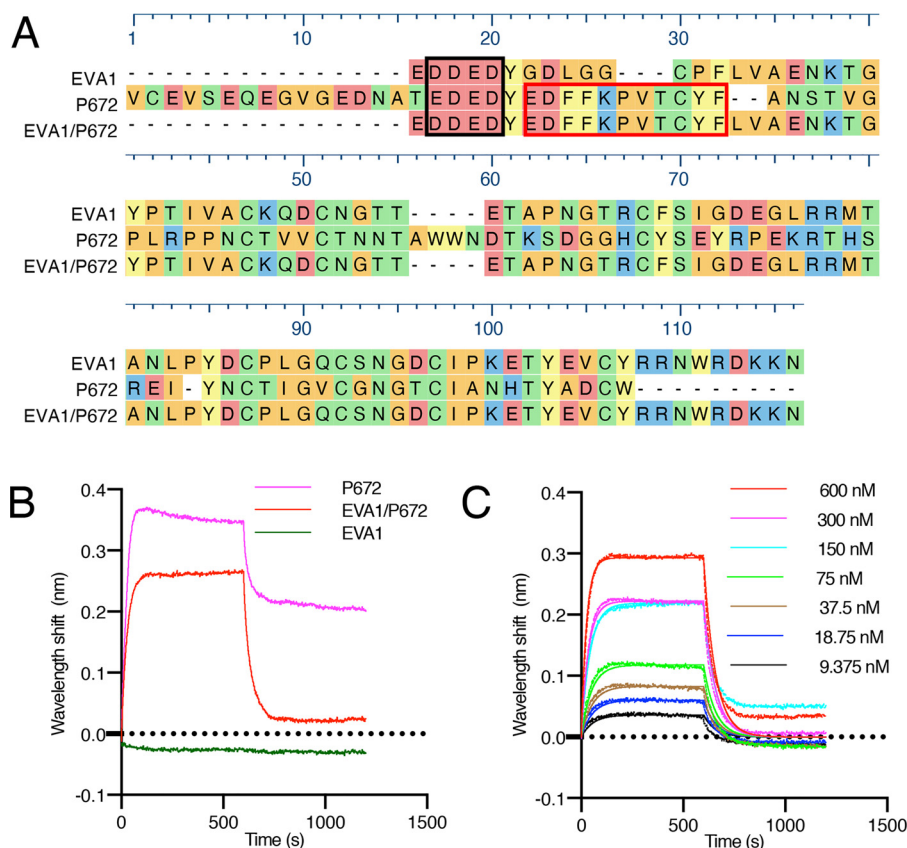 A
1 10 20 30
EVA1 - - - - - - - - - - - - - - - E D D E D Y G D L G G - - - C P F L V A E N K T G
P672 V C E V S E Q E G V G E D N A T E D E D Y E D F F K P V T C Y F - - A N S T V G
EVA1/P672 - - - - - - - - - - - - - - - E D D E D Y E D F F K P V T C Y F L V A E N K T G
50 60 70
EVA1 Y P T I V A C K Q D C N G T T - - - - E T A P N G T R C F S I G D E G L R R M T
P672 P L R P P N C T V V C T N N T A W W N D T K S D G G H C Y S E Y R P E K R T H S
EVA1/P672 Y P T I V A C K Q D C N G T T - - - - E T A P N G T R C F S I G D E G L R R M T
90 100 110
EVA1 A N L P Y D C P L G Q C S N G D C I P K E T Y E V C Y R R N W R D K K N
P672 R E I - Y N C T I G V C G N G T C I A N H T Y A D C W - - - - - - - - -
EVA1/P672 A N L P Y D C P L G Q C S N G D C I P K E T Y E V C Y R R N W R D K K N
B
P672
EVA1/P672
EVA1
Wavelength shift (nm)
0.4
0.3
0.2
0.1
0.0
-0.1
0 500 1000 1500
Time (s)
C
600 nM
300 nM
150 nM
75 nM
37.5 nM
18.75 nM
9.375 nM
Wavelength shift (nm)
0.4
0.3
0.2
0.1
0.0
-0.1
0 500 1000 1500
Time (s)